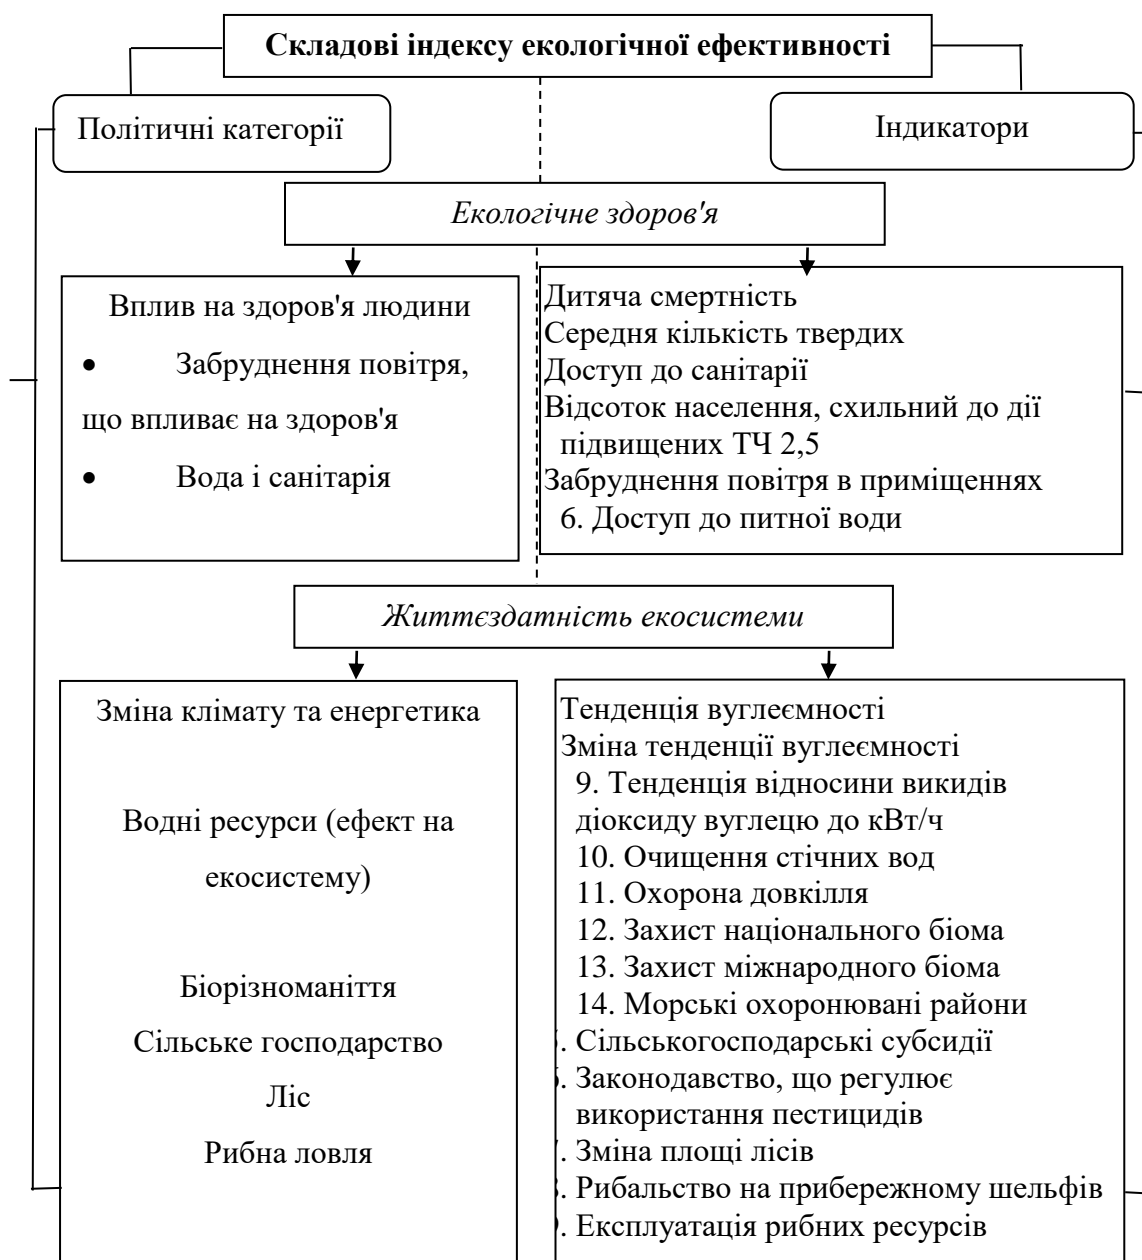 Складові індексу екологічної ефективності
Політичні категорії
Індикатори
Екологічне здоров'я
Вплив на здоров'я людини
• Забруднення повітря,
що впливає на здоров'я
• Вода і санітарія
Дитяча смертність
Середня кількість твердих
Доступ до санітарії
Відсоток населення, схильний до дії
підвищених ТЧ 2,5
Забруднення повітря в приміщеннях
6. Доступ до питної води
Життєздатність екосистеми
Зміна клімату та енергетика
Водні ресурси (ефект на
екосистему)
Біорізноманіття
Сільське господарство
Ліс
Рибна ловля
Тенденція вуглеємності
Зміна тенденції вуглеємності
9. Тенденція відносини викидів
діоксиду вуглецю до кВт/ч
10. Очищення стічних вод
11. Охорона довкілля
12. Захист національного біома
13. Захист міжнародного біома
14. Морські охоронювані райони
. Сільськогосподарські субсидії
. Законодавство, що регулює
використання пестицидів
. Зміна площі лісів
. Рибальство на прибережному шельфів
. Експлуатація рибних ресурсів